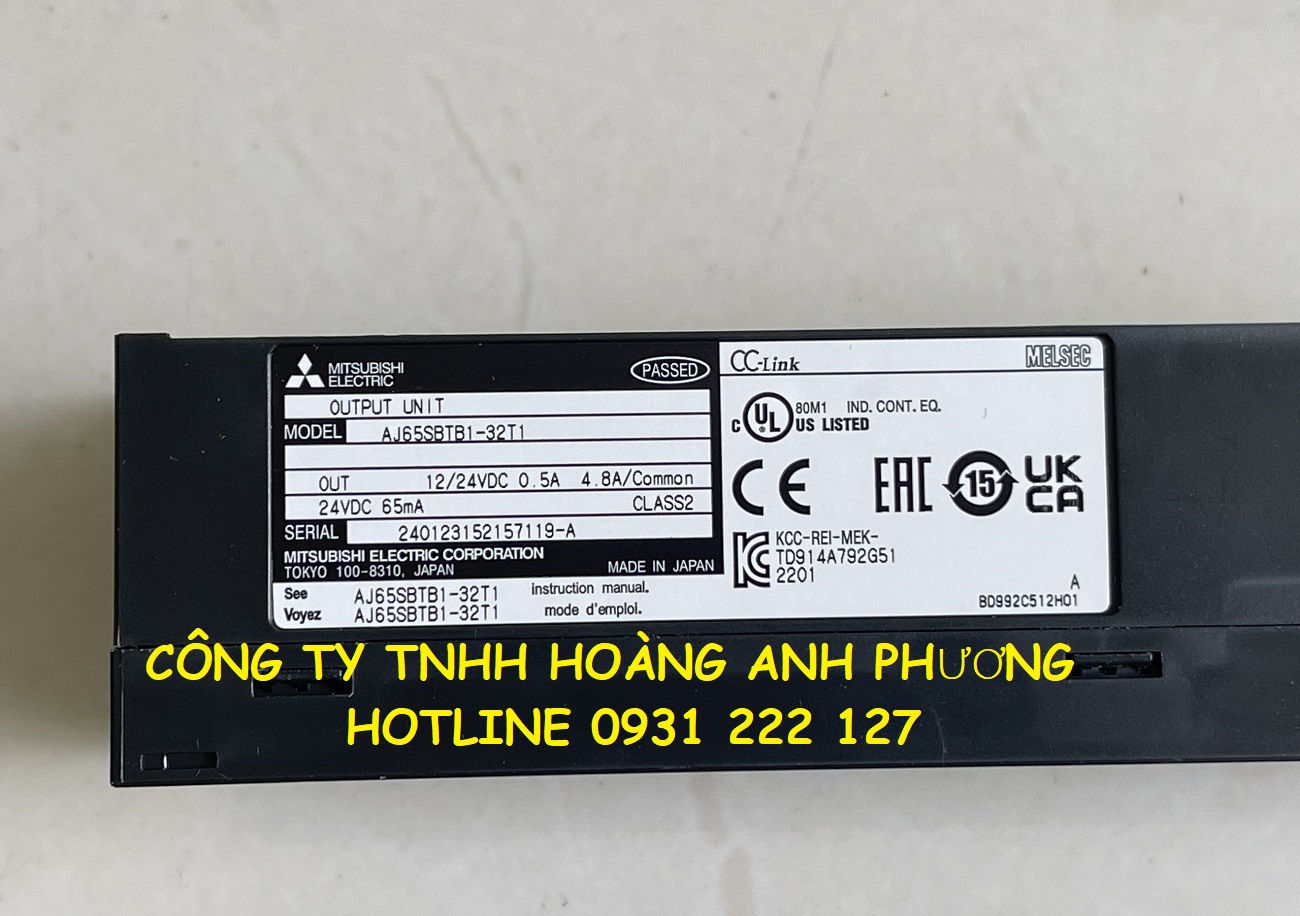 MITSUBISHI
ELECTRIC
PASSED
OUTPUT UNIT
MODEL AJ65SBTB1-32T1
OUT 12/24VDC 0.5A 4.8A/Common
24VDC 65mA CLASS2
SERIAL 240123152157119-A
MITSUBISHI ELECTRIC CORPORATION
TOKYO 100-8310, JAPAN MADE IN JAPAN
See AJ65SBTB1-32T1 instruction manual.
Voyez AJ65SBTB1-32T1 mode d'emploi.
CC-Link MELSEC
C UL US LISTED 80M1 IND. CONT. EQ.
CE EAC 15 UK CA
KC KCC-REI-MEK-
TD914A792G51
2201
A
BD992C512H01
CÔNG TY TNHH HOÀNG ANH PHƯƠNG
HOTLINE 0931 222 127